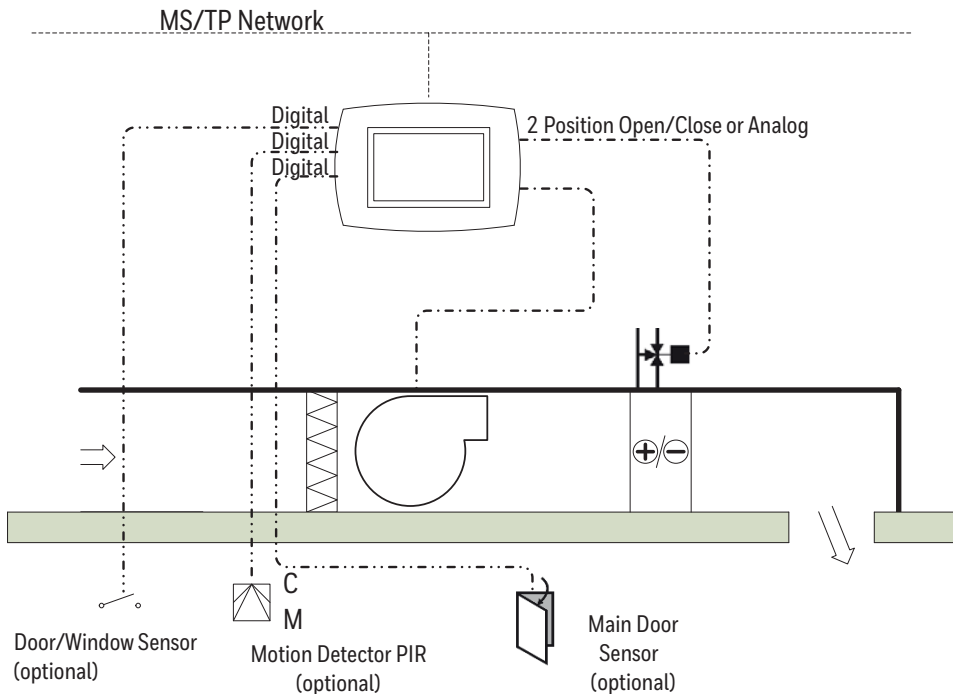 MS/TP Network
Digital
Digital
Digital
2 Position Open/Close or Analog
+/−
C
M
Door/Window Sensor
(optional)
Motion Detector PIR
(optional)
Main Door
Sensor
(optional)